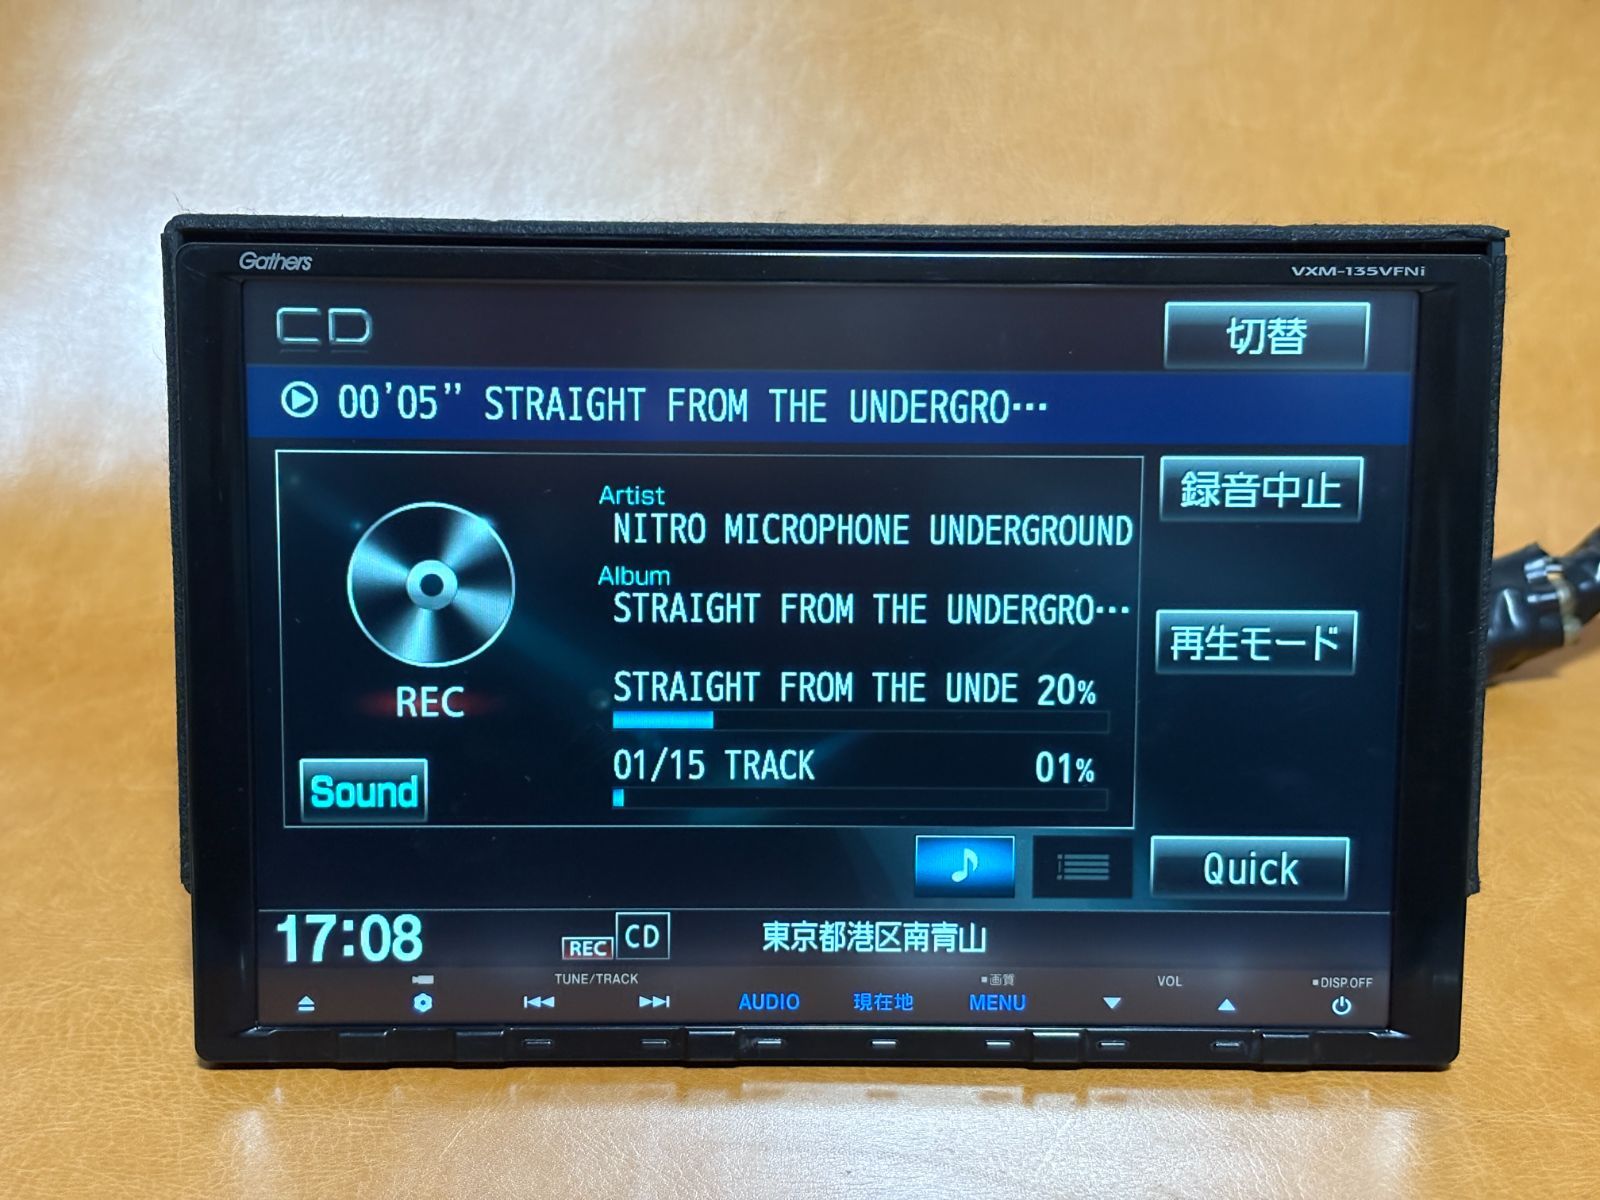 Gathers
VXM-135VFNi
CD
切替
00'05" STRAIGHT FROM THE UNDERGRO…
録音中止
Artist
NITRO MICROPHONE UNDERGROUND
Album
STRAIGHT FROM THE UNDERGRO…
再生モード
STRAIGHT FROM THE UNDE 20%
REC
01/15 TRACK 01%
Sound
Quick
17:08
REC
CD
東京都港区南青山
TUNE/TRACK
■画質
VOL
■DISP.OFF
AUDIO
現在地
MENU